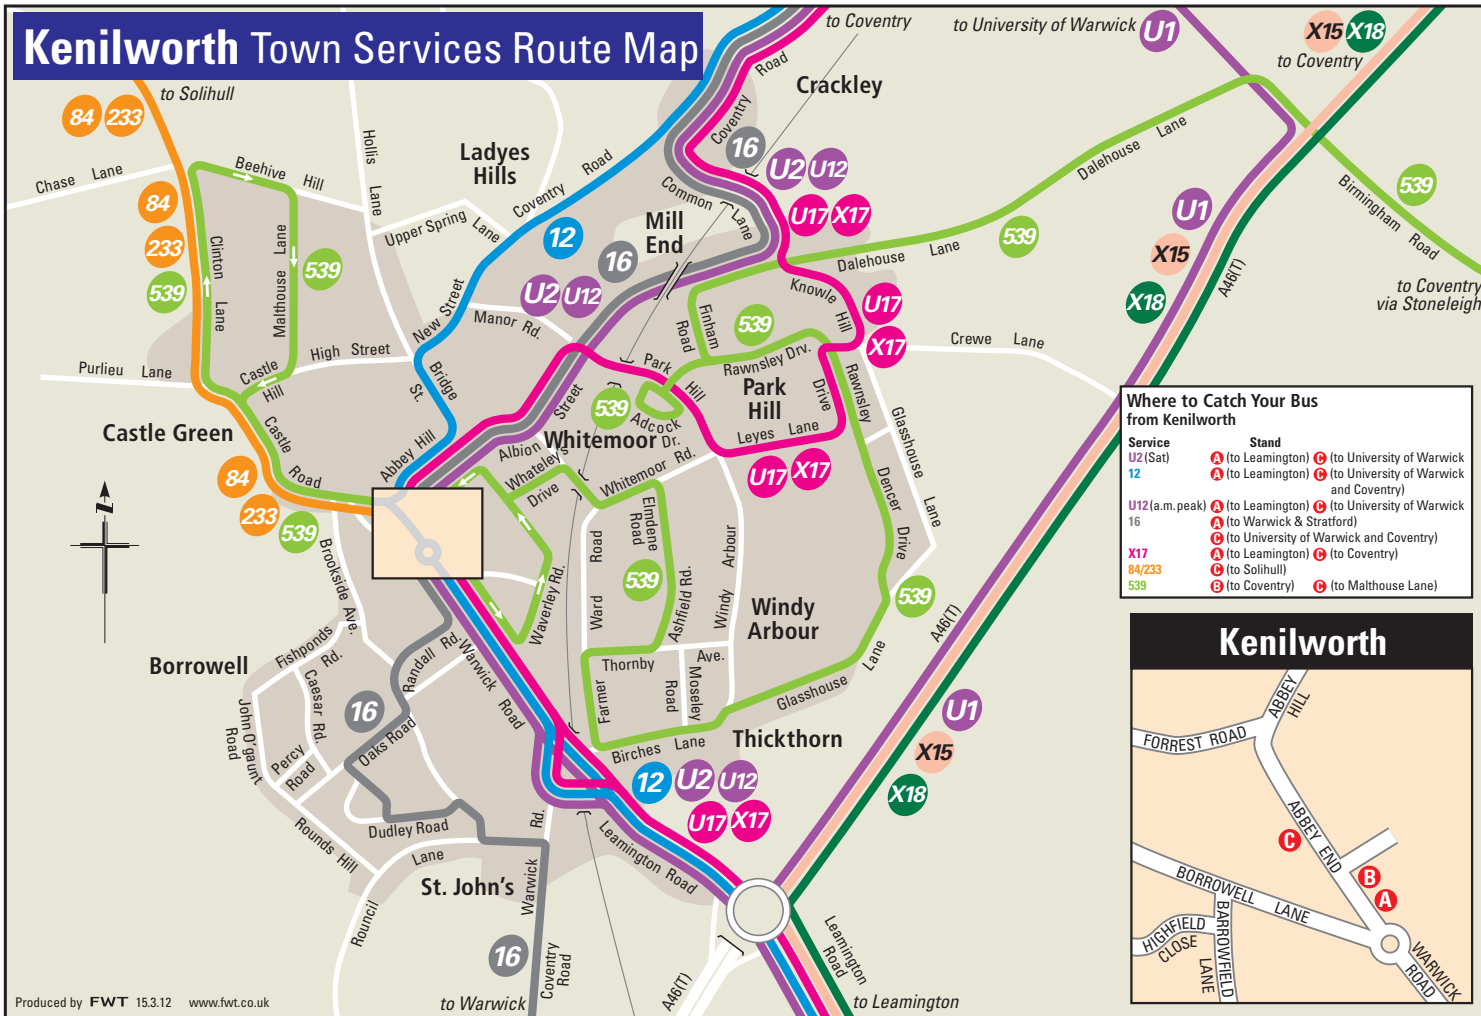 Kenilworth Town Services Route Map
to Solihull
84 233
Chase Lane
Beehive Hill
Hollis Lane
Ladyes Hills
Upper Spring Lane
Coventry Road
12
to Coventry
Coventry Road
Crackley
16
U2 U12
U17 X17
Common Lane
Mill End
16
U2 U12
to University of Warwick U1
X15 X18
to Coventry
Dalehouse Lane
Birmingham Road
539
to Coventry via Stoneleigh
U1
X15
X18
A46(T)
539
Dalehouse Lane
84
233
539
Clinton Lane
Malthouse Lane
539
Purlieu Lane
Castle Hill
High Street
New Street
Bridge St.
Manor Rd.
Finham Road
539
Knowle Hill
U17
X17
Crewe Lane
Rawnsley Drv.
Park Hill
Park Hill
539
Adcock Dr.
Rawnsley Drive
Leyes Lane
Glasshouse Lane
U17 X17
Castle Green
Castle Road
84
233
539
Abbey Hill
Albion Street
Whateley's Drive
Whitemoor
Whitemoor Rd.
Elmdene Road
539
Ward Road
Ashfield Rd.
Windy Arbour
Windy Arbour
Dencer Drive
539
N
Brookside Ave.
Waverley Rd.
Borrowell
Fishponds Rd.
Caesar Rd.
Randall Rd.
16
John O'gaunt Road
Percy Road
Oaks Road
Warwick Road
Thornby Ave.
Farmer
Moseley Road
Glasshouse Lane
Birches Lane
Thickthorn
12 U2 U12
U17 X17
A46(T)
U1
X15
X18
Dudley Road
Rounds Hill
Rouncil Lane
St. John's
Warwick Rd.
Leamington Road
16
Coventry Road
to Warwick
A46(T)
Leamington Road
to Leamington
Produced by FWT 15.3.12 www.fwt.co.uk
Where to Catch Your Bus
from Kenilworth
Service Stand
U2 (Sat) A (to Leamington) C (to University of Warwick
12 A (to Leamington) C (to University of Warwick
and Coventry)
U12 (a.m. peak) A (to Leamington) C (to University of Warwick
16 A (to Warwick & Stratford)
C (to University of Warwick and Coventry)
X17 A (to Leamington) C (to Coventry)
84/233 C (to Solihull)
539 B (to Coventry) C (to Malthouse Lane)
Kenilworth
ABBEY HILL
FORREST ROAD
ABBEY END
C
B
A
BORROWELL LANE
HIGHFIELD CLOSE
BARROWFIELD LANE
WARWICK ROAD